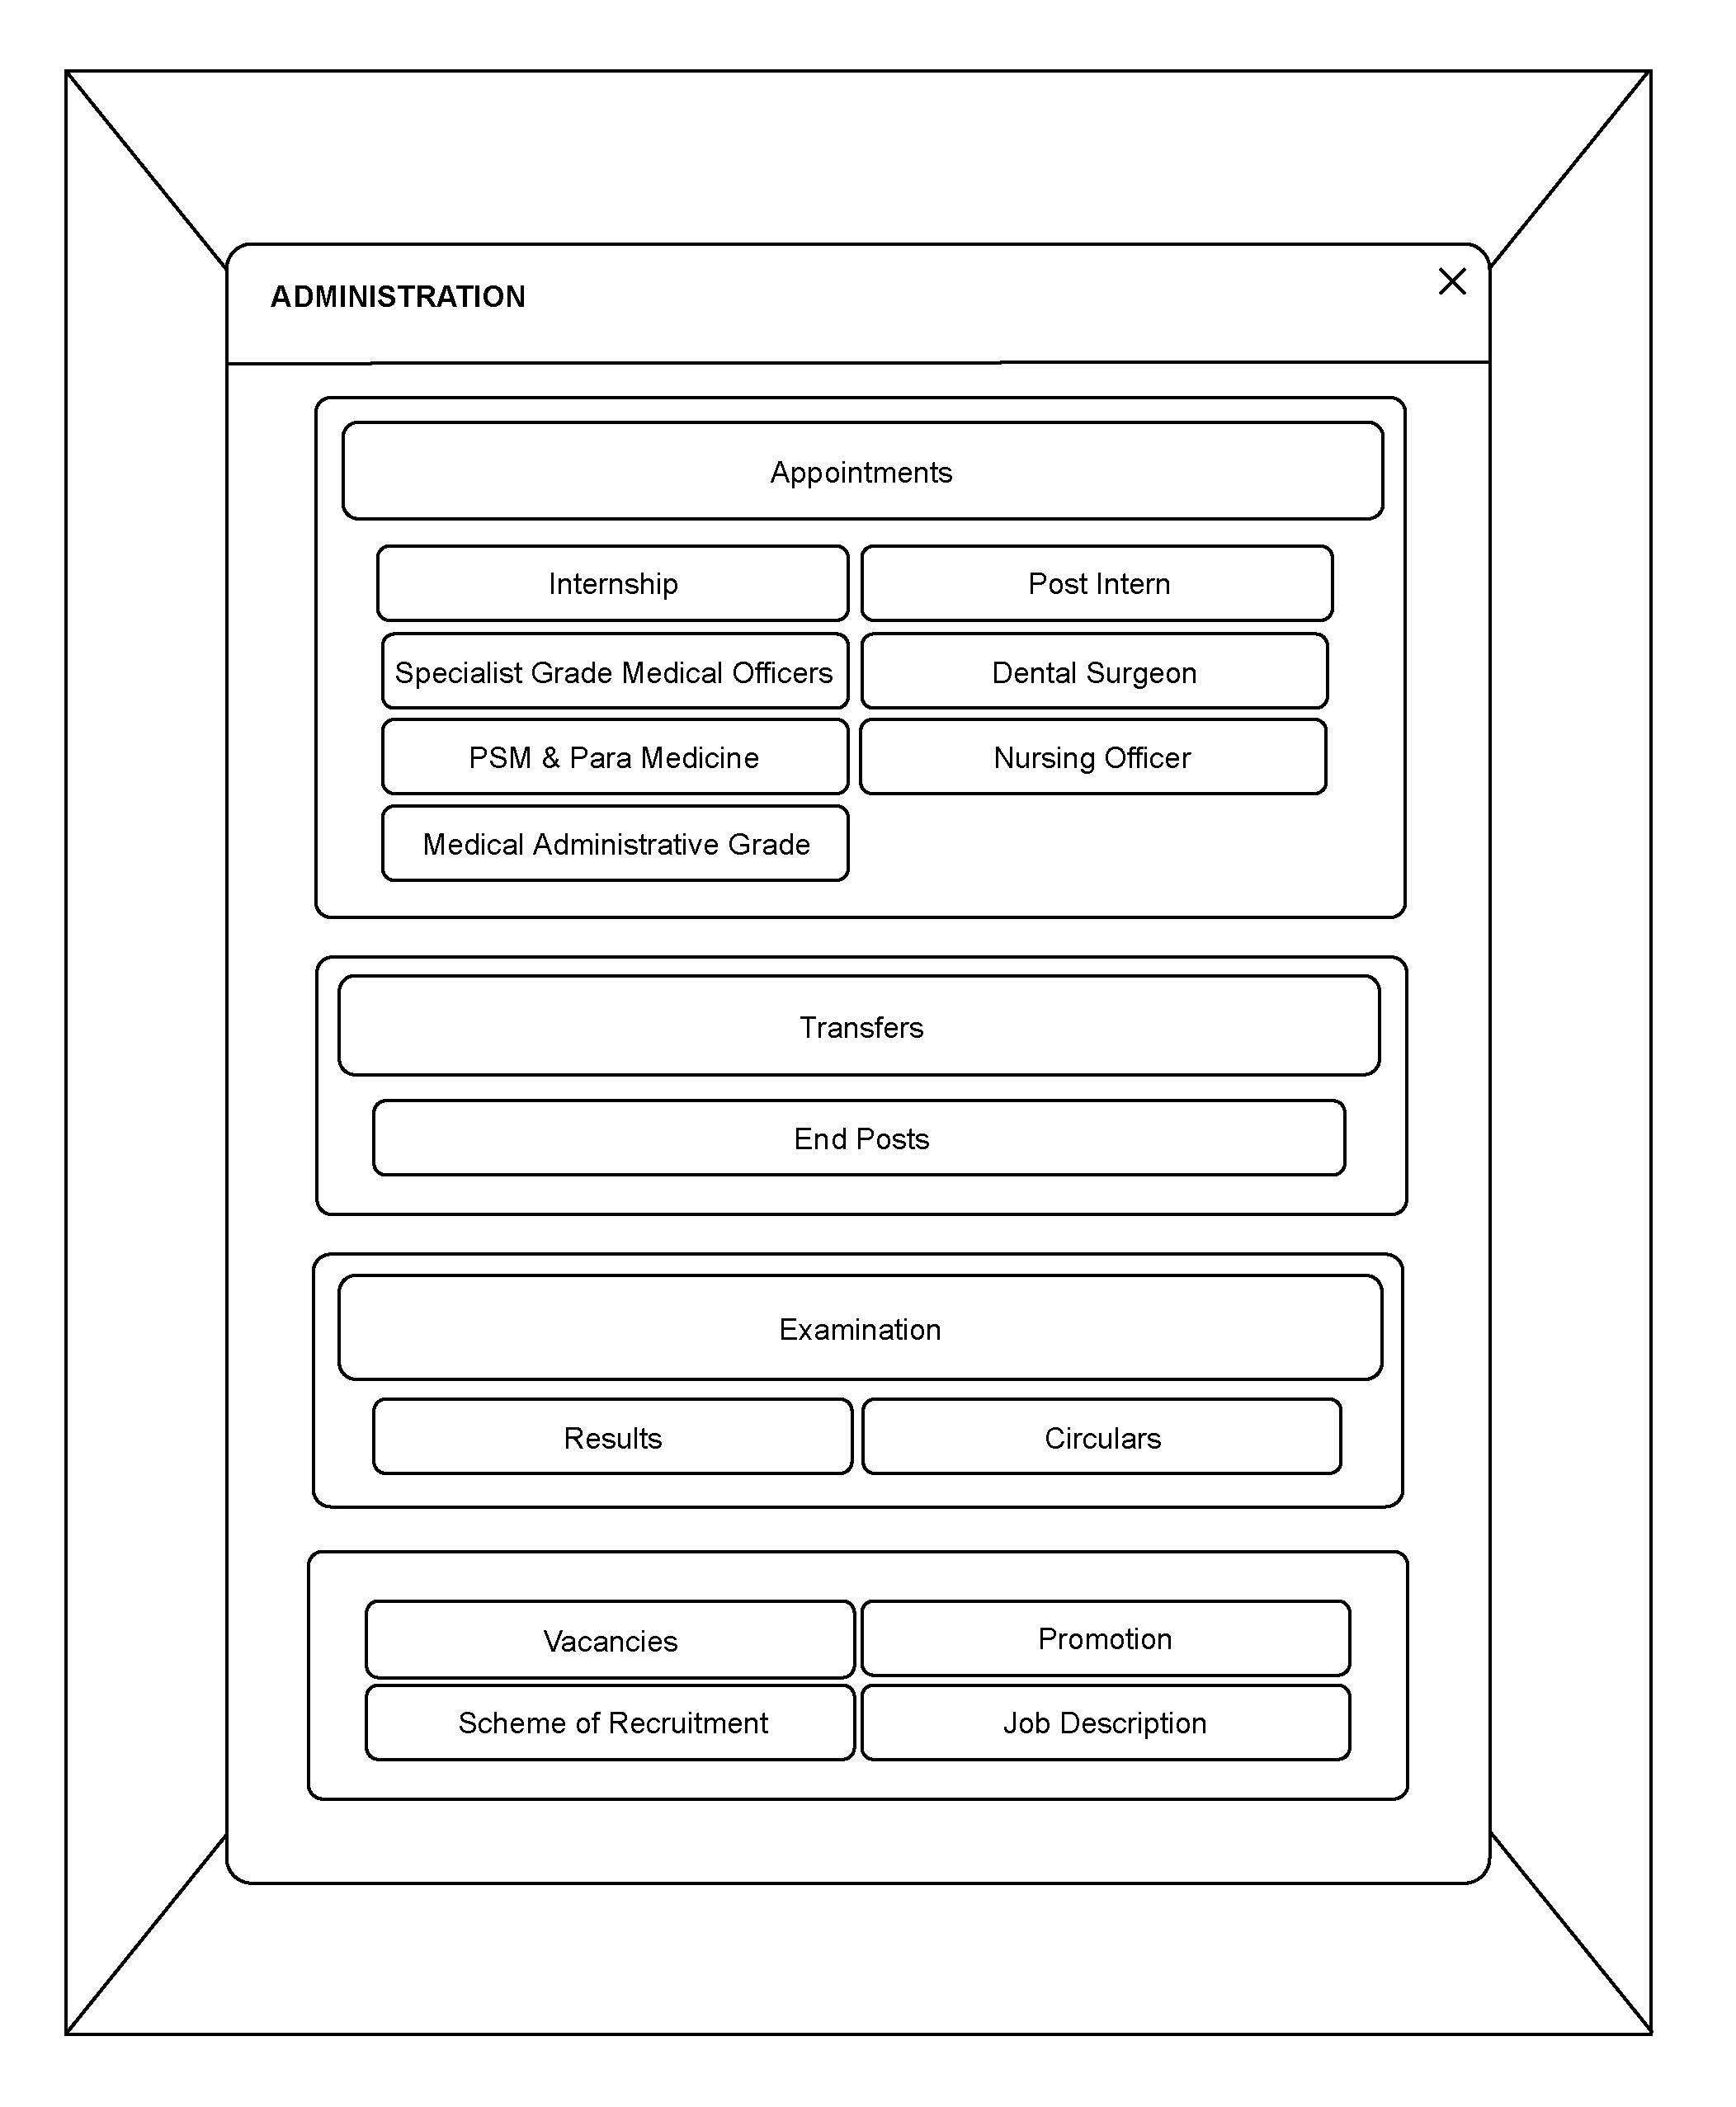 ADMINISTRATION
Appointments
Internship
Post Intern
Specialist Grade Medical Officers
Dental Surgeon
PSM & Para Medicine
Nursing Officer
Medical Administrative Grade
Transfers
End Posts
Examination
Results
Circulars
Vacancies
Promotion
Scheme of Recruitment
Job Description